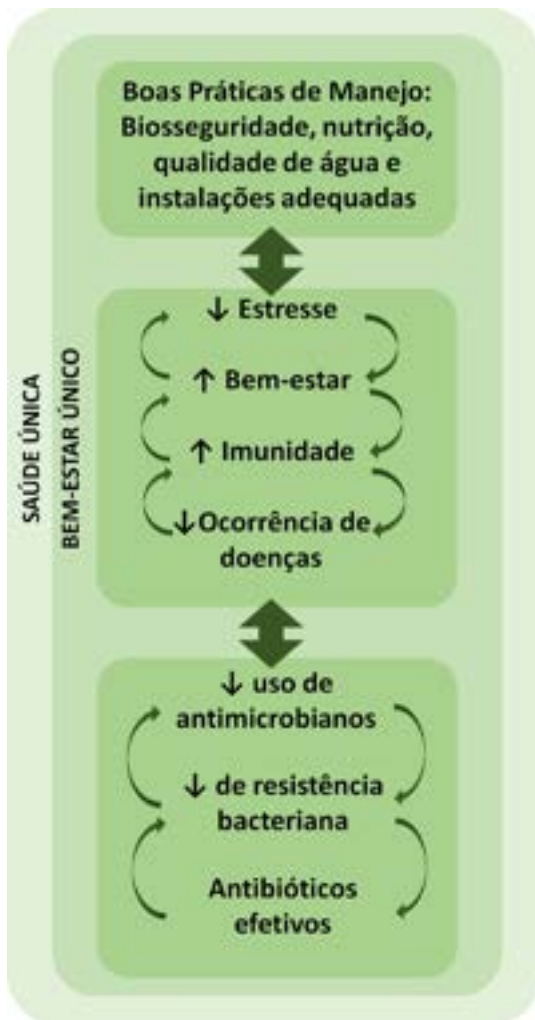 Boas Práticas de Manejo:
Biosseguridade, nutrição,
qualidade de água e
instalações adequadas
↓ Estresse
↑ Bem-estar
↑ Imunidade
↓Ocorrência de
doenças
↓ uso de
antimicrobianos
↓ de resistência
bacteriana
Antibióticos
efetivos
SAÚDE ÚNICA
BEM-ESTAR ÚNICO